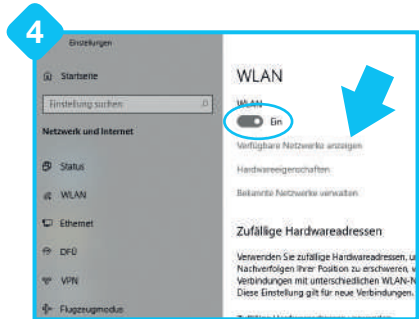 4
Einstellungen
Startseite
Einstellung suchen
Netzwerk und Internet
Status
WLAN
Ethernet
DFÜ
VPN
Flugzeugmodus
WLAN
WLAN
Ein
Verfügbare Netzwerke anzeigen
Hardwareeigenschaften
Bekannte Netzwerke verwalten
Zufällige Hardwareadressen
Verwenden Sie zufällige Hardwareadressen, u
Nachverfolgen Ihrer Position zu erschweren, w
Verbindungen mit unterschiedlichen WLAN-N
Diese Einstellung gilt für neue Verbindungen.